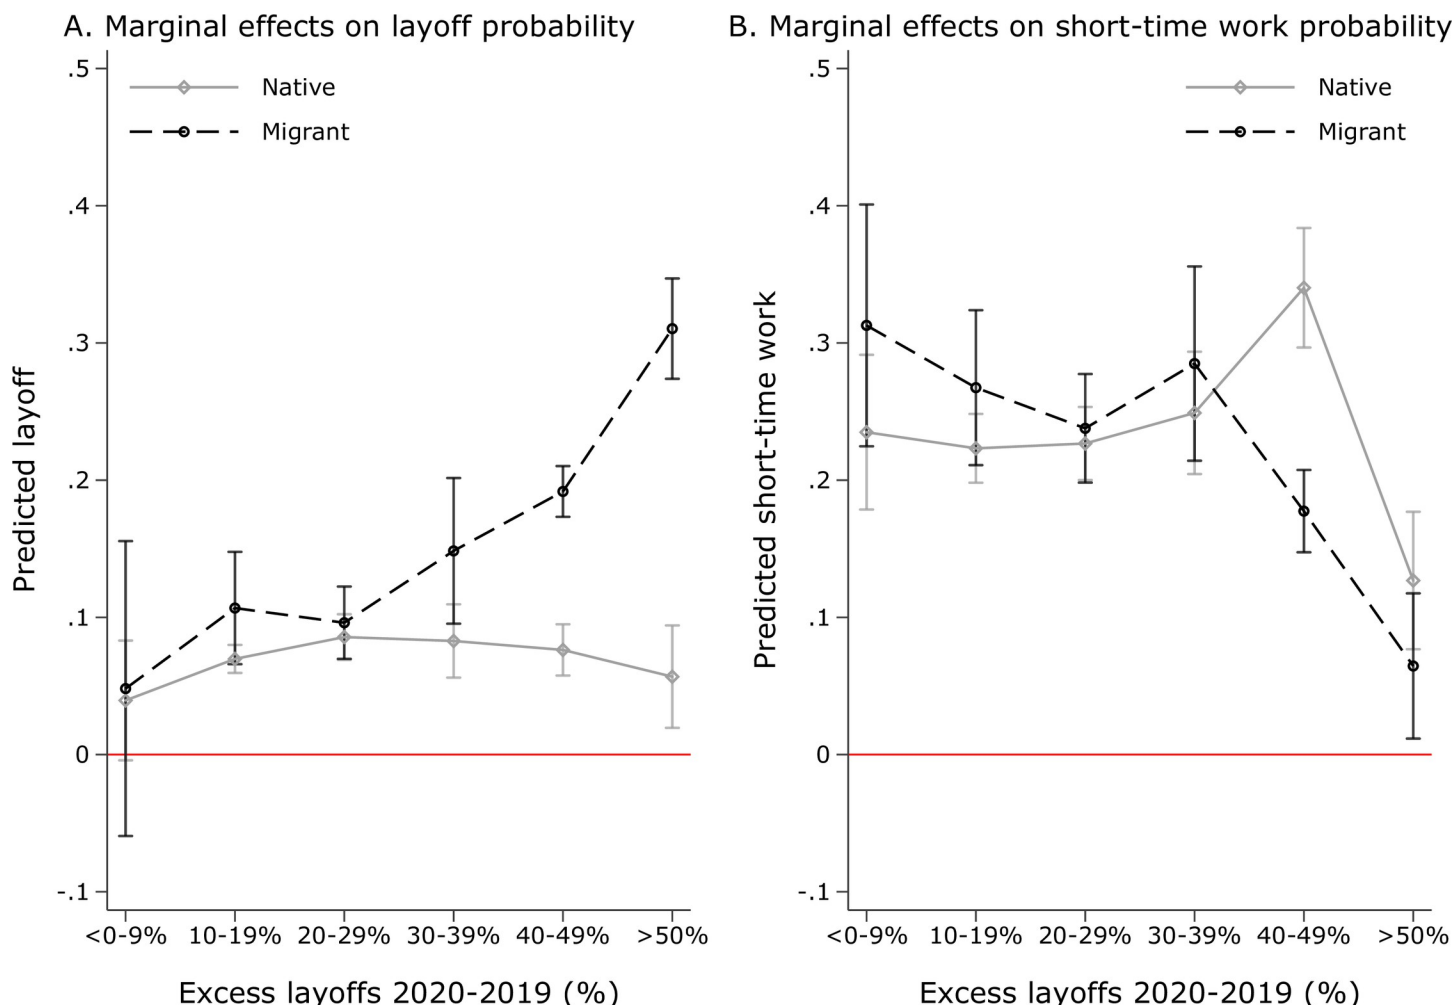 A. Marginal effects on layoff probability
Native
Migrant
.5
.4
.3
.2
.1
0
-.1
Predicted layoff
<0-9% 10-19% 20-29% 30-39% 40-49% >50%
Excess layoffs 2020-2019 (%)
B. Marginal effects on short-time work probability
Native
Migrant
.5
.4
.3
.2
.1
0
-.1
Predicted short-time work
<0-9% 10-19% 20-29% 30-39% 40-49% >50%
Excess layoffs 2020-2019 (%)